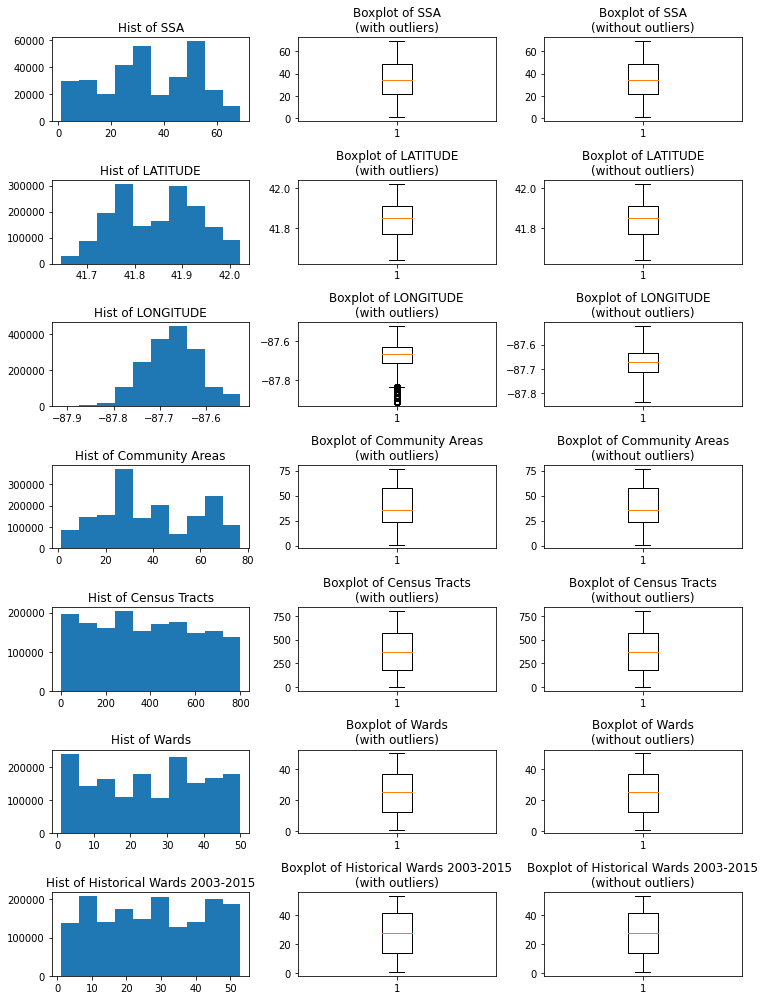 Hist of SSA
60000
40000
20000
0
0 20 40 60
Boxplot of SSA
(with outliers)
60
40
20
0
1
Boxplot of SSA
(without outliers)
60
40
20
0
1
Hist of LATITUDE
300000
200000
100000
0
41.7 41.8 41.9 42.0
Boxplot of LATITUDE
(with outliers)
42.0
41.8
1
Boxplot of LATITUDE
(without outliers)
42.0
41.8
1
Hist of LONGITUDE
400000
200000
0
−87.9 −87.8 −87.7 −87.6
Boxplot of LONGITUDE
(with outliers)
−87.6
−87.8
1
Boxplot of LONGITUDE
(without outliers)
−87.6
−87.7
−87.8
1
Hist of Community Areas
300000
200000
100000
0
0 20 40 60 80
Boxplot of Community Areas
(with outliers)
75
50
25
0
1
Boxplot of Community Areas
(without outliers)
75
50
25
0
1
Hist of Census Tracts
200000
100000
0
0 200 400 600 800
Boxplot of Census Tracts
(with outliers)
750
500
250
0
1
Boxplot of Census Tracts
(without outliers)
750
500
250
0
1
Hist of Wards
200000
100000
0
0 10 20 30 40 50
Boxplot of Wards
(with outliers)
40
20
0
1
Boxplot of Wards
(without outliers)
40
20
0
1
Hist of Historical Wards 2003-2015
200000
100000
0
0 10 20 30 40 50
Boxplot of Historical Wards 2003-2015
(with outliers)
40
20
0
1
Boxplot of Historical Wards 2003-2015
(without outliers)
40
20
0
1